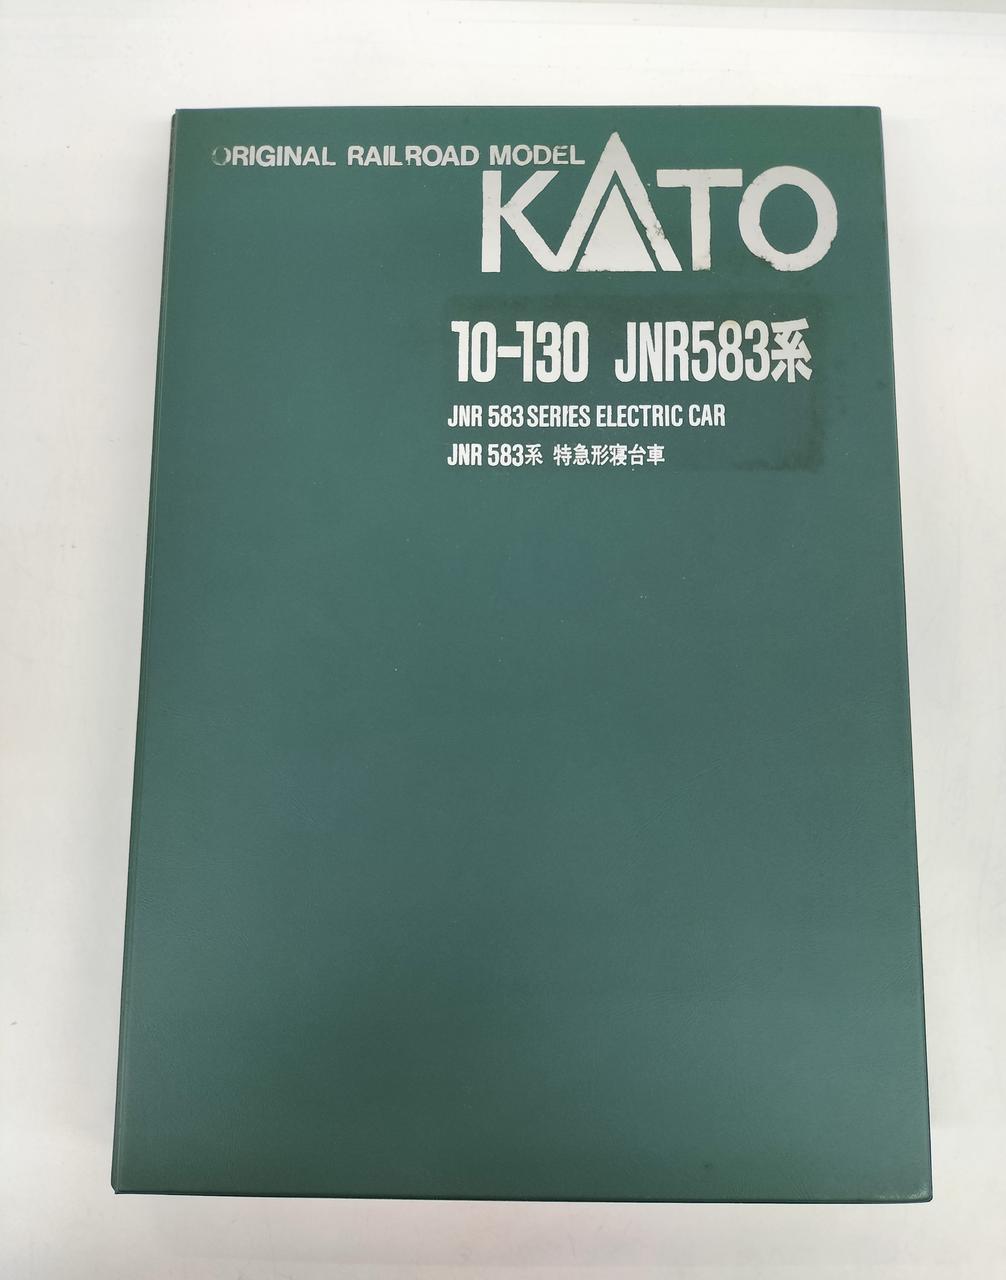 ORIGINAL RAILROAD MODEL
KATO
10-130 JNR583系
JNR 583 SERIES ELECTRIC CAR
JNR 583系 特急形寝台車